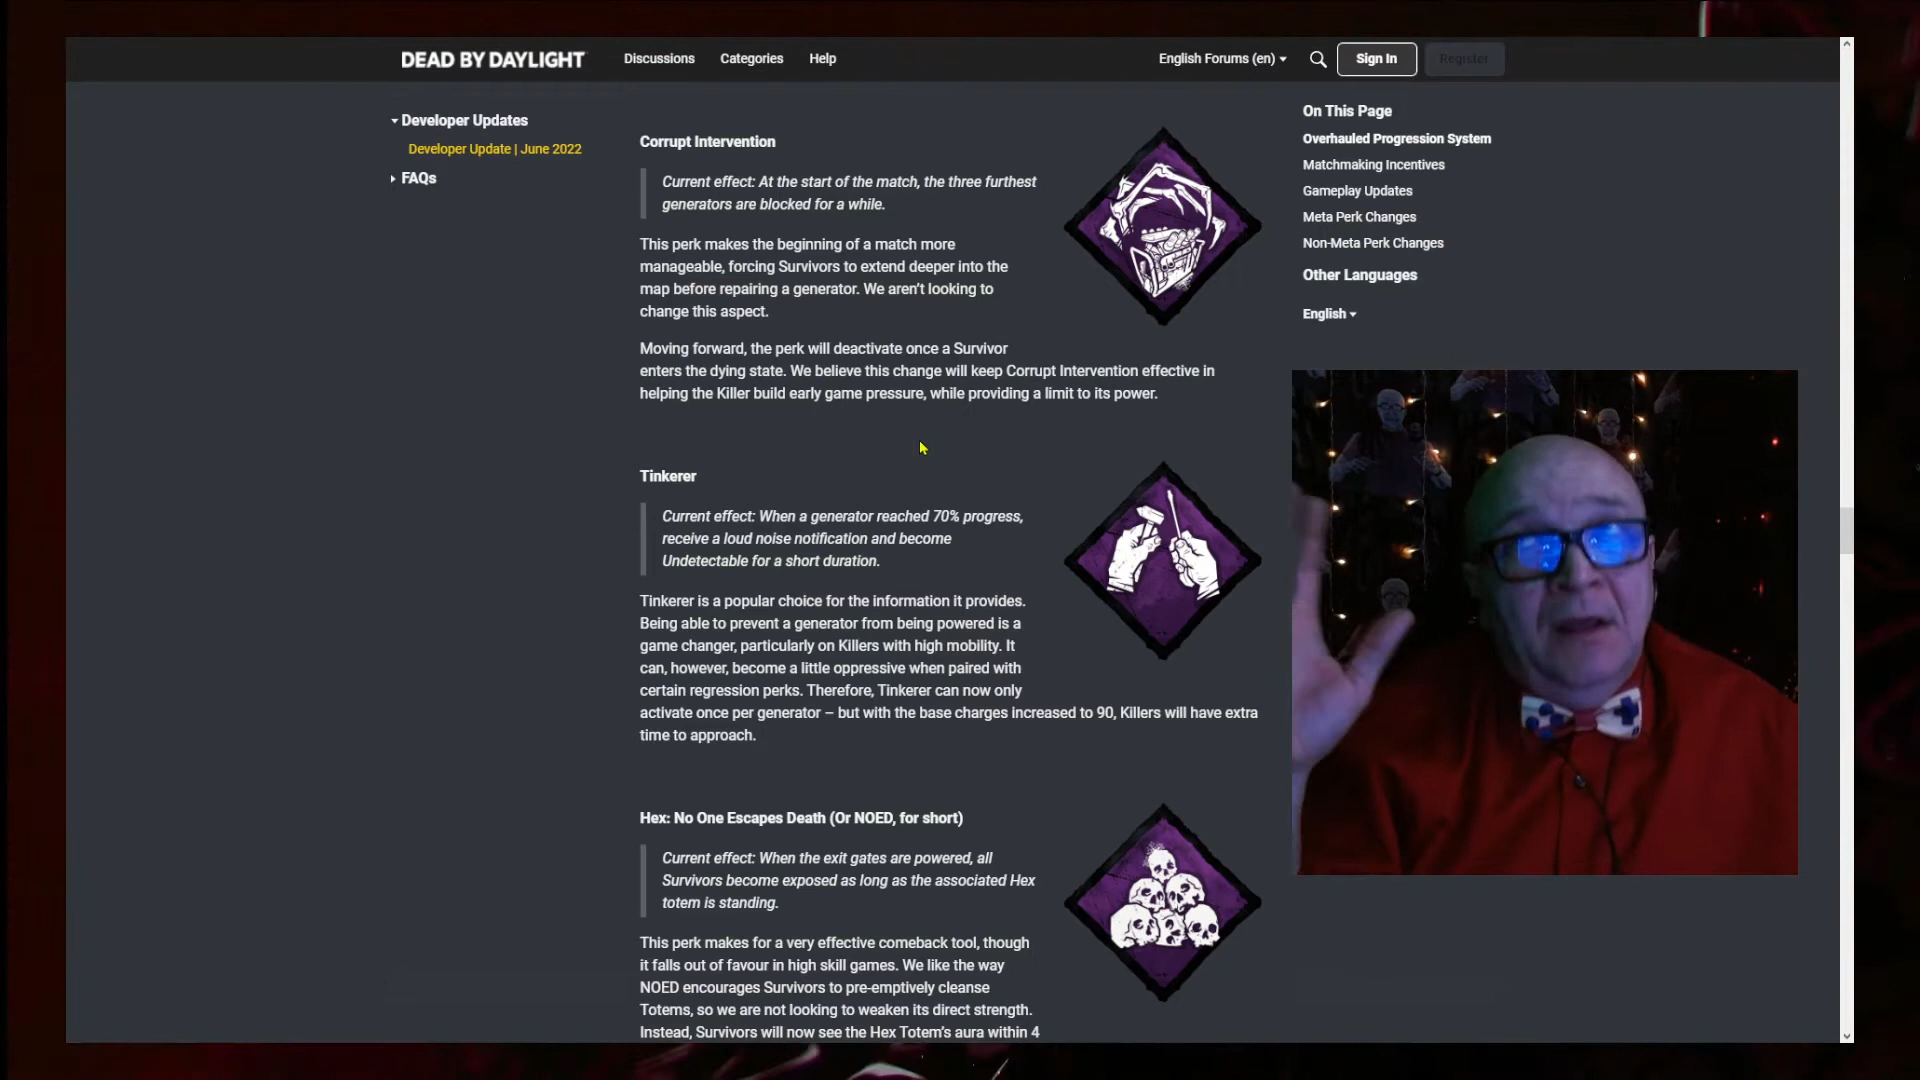 DEAD BY DAYLIGHT
Discussions
Categories
Help
English Forums (en)
Sign In
Register
Developer Updates
Developer Update | June 2022
FAQs
Corrupt Intervention
Current effect: At the start of the match, the three furthest
generators are blocked for a while.
This perk makes the beginning of a match more
manageable, forcing Survivors to extend deeper into the
map before repairing a generator. We aren't looking to
change this aspect.
Moving forward, the perk will deactivate once a Survivor
enters the dying state. We believe this change will keep Corrupt Intervention effective in
helping the Killer build early game pressure, while providing a limit to its power.
Tinkerer
Current effect: When a generator reached 70% progress,
receive a loud noise notification and become
Undetectable for a short duration.
Tinkerer is a popular choice for the information it provides.
Being able to prevent a generator from being powered is a
game changer, particularly on Killers with high mobility. It
can, however, become a little oppressive when paired with
certain regression perks. Therefore, Tinkerer can now only
activate once per generator – but with the base charges increased to 90, Killers will have extra
time to approach.
Hex: No One Escapes Death (Or NOED, for short)
Current effect: When the exit gates are powered, all
Survivors become exposed as long as the associated Hex
totem is standing.
This perk makes for a very effective comeback tool, though
it falls out of favour in high skill games. We like the way
NOED encourages Survivors to pre-emptively cleanse
Totems, so we are not looking to weaken its direct strength.
Instead, Survivors will now see the Hex Totem's aura within 4
On This Page
Overhauled Progression System
Matchmaking Incentives
Gameplay Updates
Meta Perk Changes
Non-Meta Perk Changes
Other Languages
English